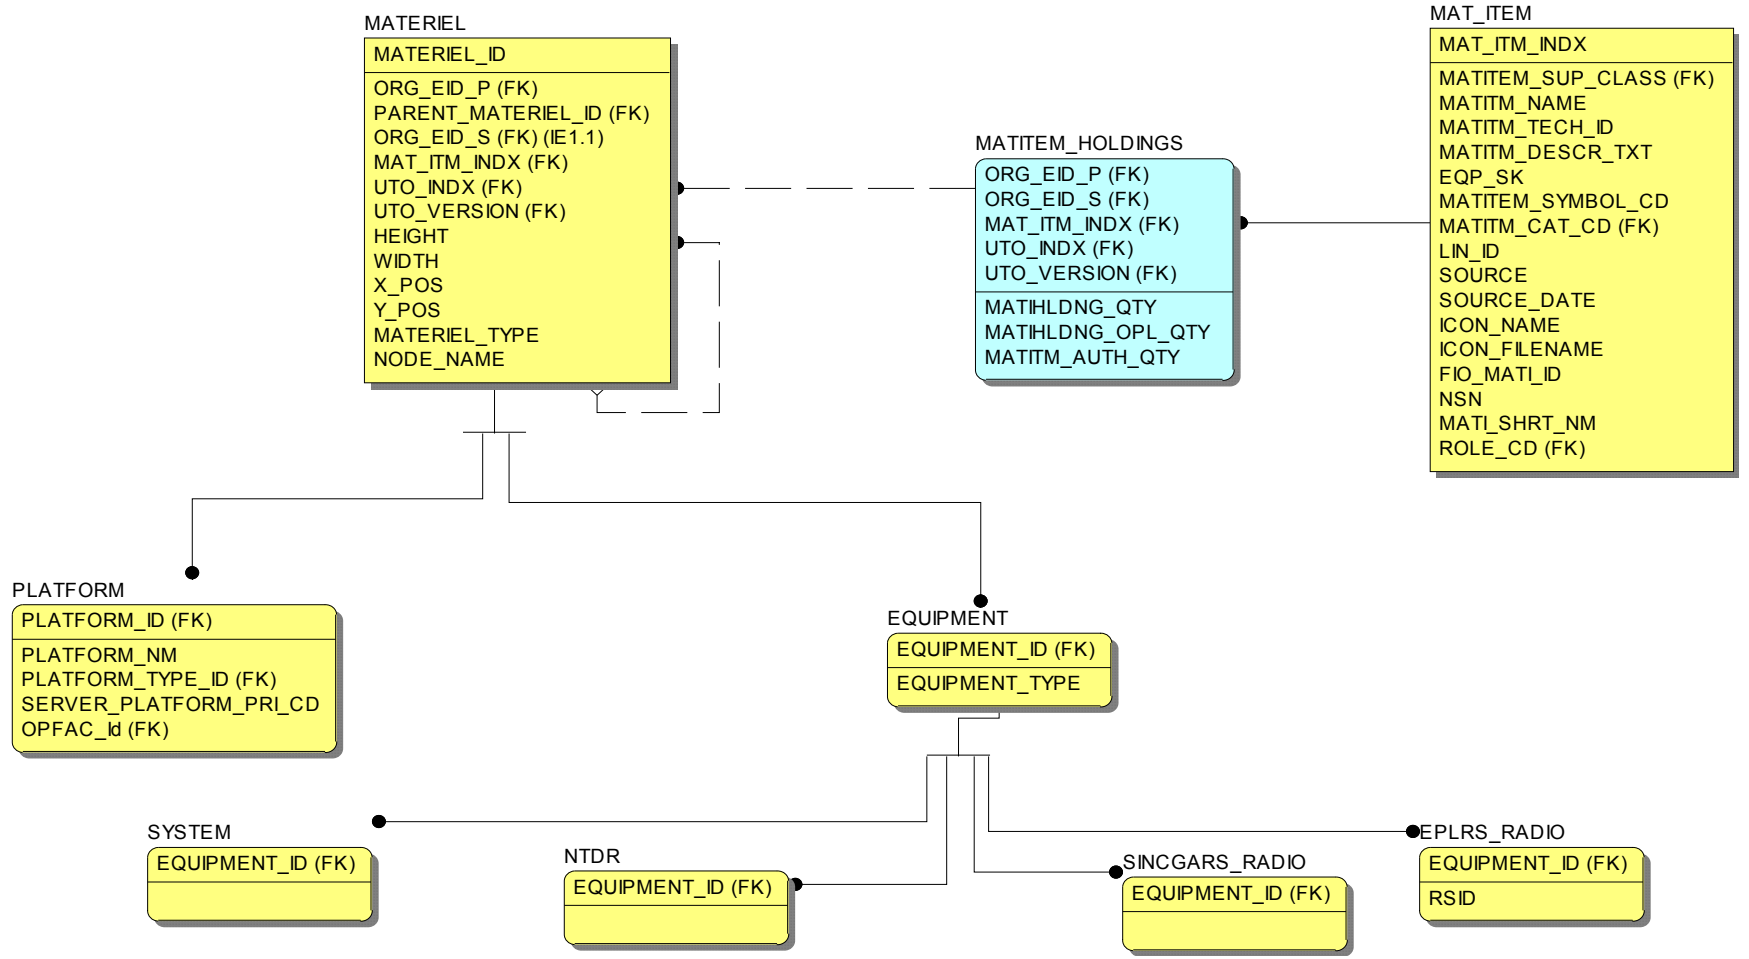 MATERIEL
MATERIEL_ID
ORG_EID_P (FK)
PARENT_MATERIEL_ID (FK)
ORG_EID_S (FK) (IE1.1)
MAT_ITM_INDX (FK)
UTO_INDX (FK)
UTO_VERSION (FK)
HEIGHT
WIDTH
X_POS
Y_POS
MATERIEL_TYPE
NODE_NAME
MATITEM_HOLDINGS
ORG_EID_P (FK)
ORG_EID_S (FK)
MAT_ITM_INDX (FK)
UTO_INDX (FK)
UTO_VERSION (FK)
MATIHLDNG_QTY
MATIHLDNG_OPL_QTY
MATITM_AUTH_QTY
MAT_ITEM
MAT_ITM_INDX
MATITEM_SUP_CLASS (FK)
MATITM_NAME
MATITM_TECH_ID
MATITM_DESCR_TXT
EQP_SK
MATITEM_SYMBOL_CD
MATITM_CAT_CD (FK)
LIN_ID
SOURCE
SOURCE_DATE
ICON_NAME
ICON_FILENAME
FIO_MATI_ID
NSN
MATI_SHRT_NM
ROLE_CD (FK)
PLATFORM
PLATFORM_ID (FK)
PLATFORM_NM
PLATFORM_TYPE_ID (FK)
SERVER_PLATFORM_PRI_CD
OPFAC_Id (FK)
EQUIPMENT
EQUIPMENT_ID (FK)
EQUIPMENT_TYPE
SYSTEM
EQUIPMENT_ID (FK)
NTDR
EQUIPMENT_ID (FK)
SINCGARS_RADIO
EQUIPMENT_ID (FK)
EPLRS_RADIO
EQUIPMENT_ID (FK)
RSID